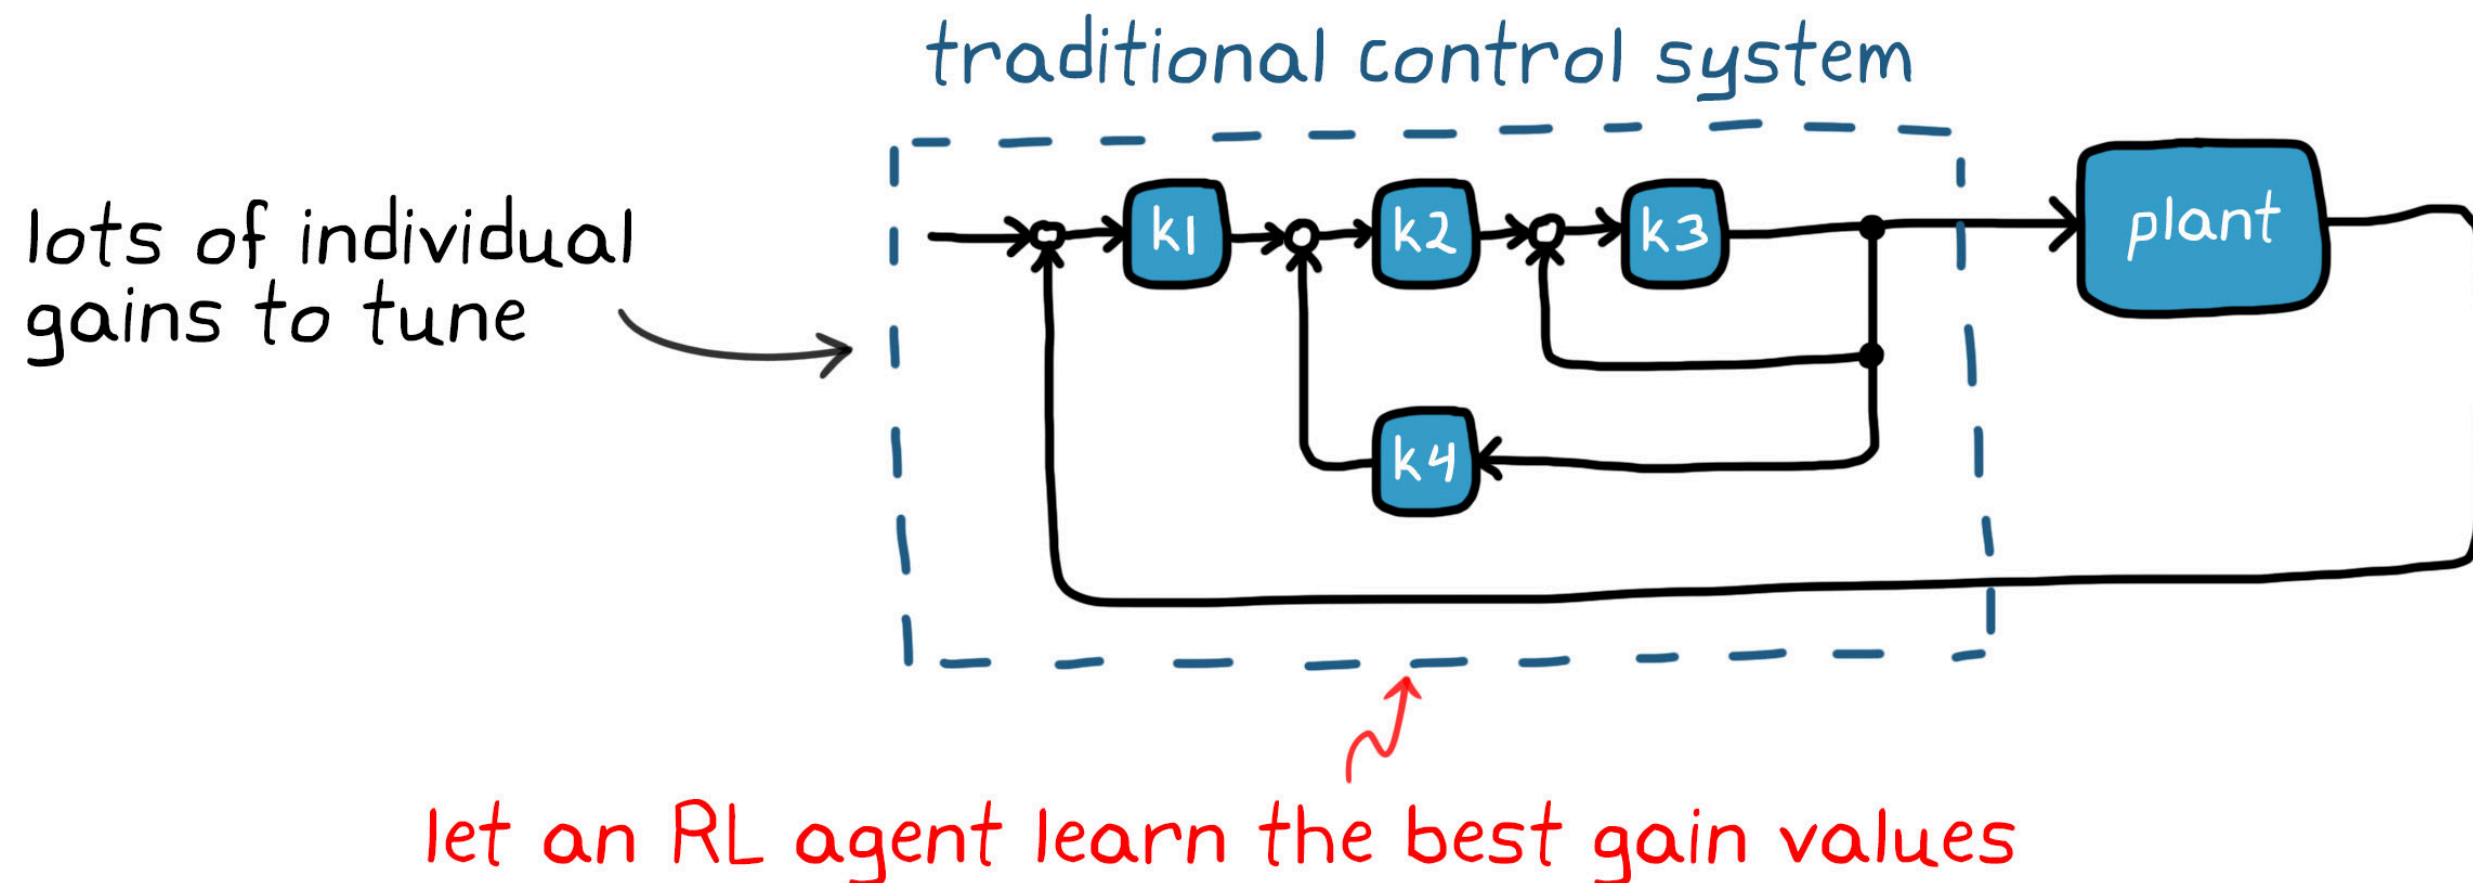 traditional control system
lots of individual
gains to tune
k1
k2
k3
plant
k4
let an RL agent learn the best gain values